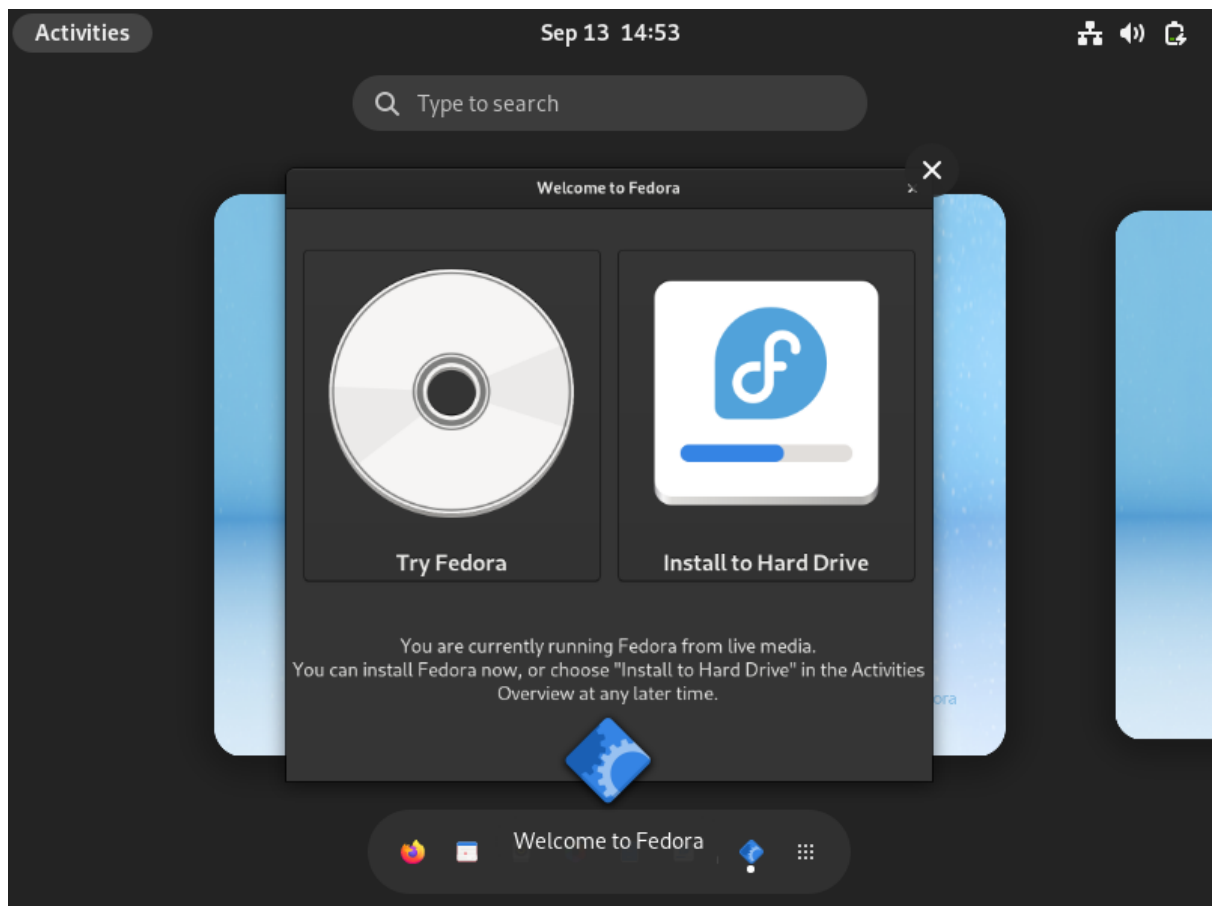 Activities
Sep 13 14:53
Type to search
Welcome to Fedora
Try Fedora
Install to Hard Drive
You are currently running Fedora from live media.
You can install Fedora now, or choose "Install to Hard Drive" in the Activities
Overview at any later time.
ora
Welcome to Fedora